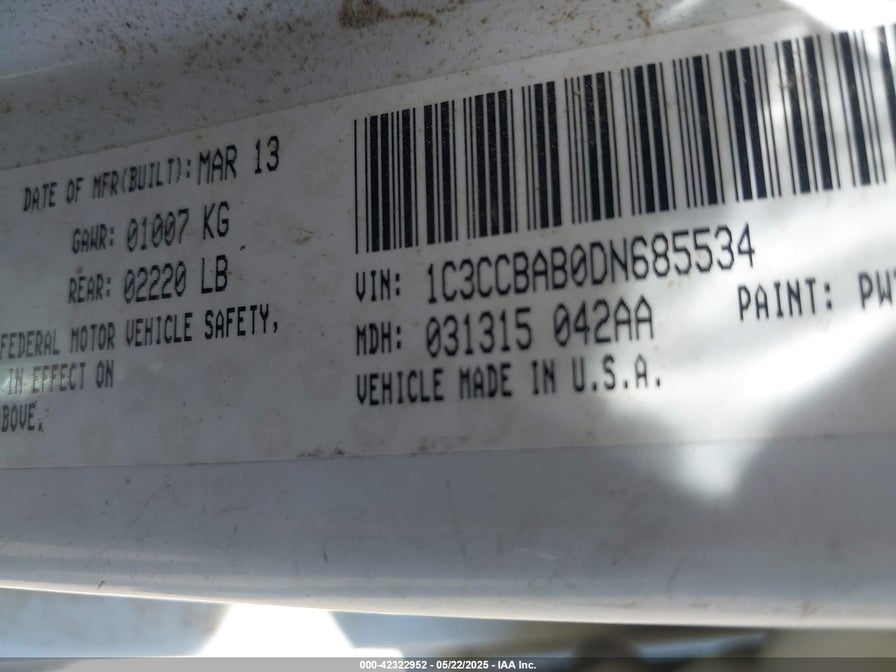 DATE OF MFR(BUILT): MAR 13
GAWR: 01007 KG
REAR: 02220 LB
FEDERAL MOTOR VEHICLE SAFETY,
IN EFFECT ON
BOVE.
VIN: 1C3CCBAB0DN685534
MDH: 031315 042AA
PAINT: PW
VEHICLE MADE IN U.S.A.
000-42322952 - 05/22/2025 - IAA Inc.